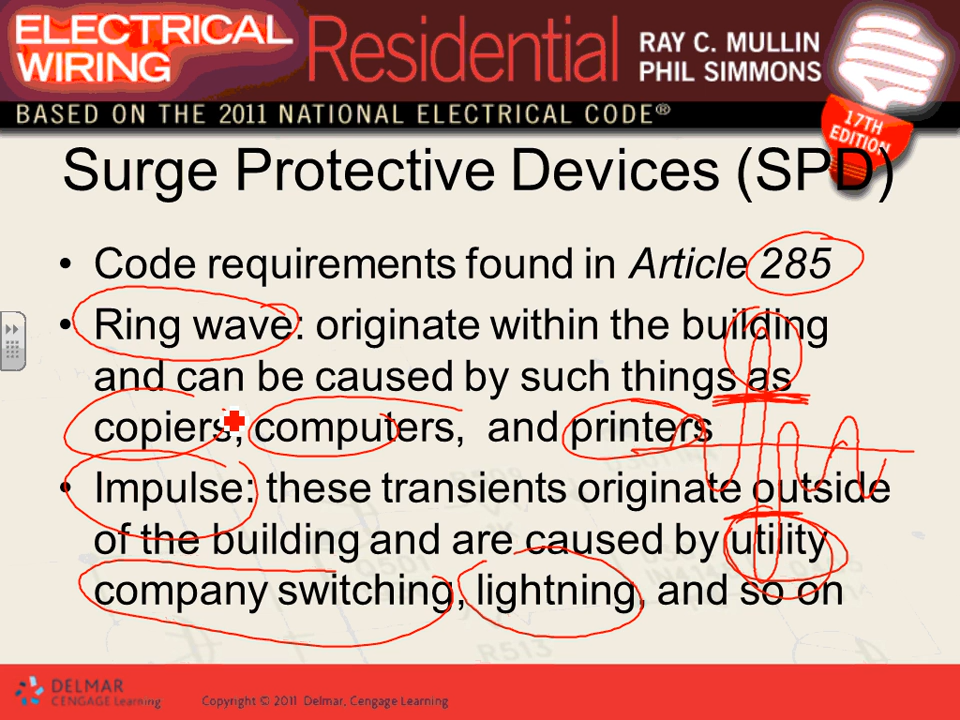 ELECTRICAL
WIRING
Residential
RAY C. MULLIN
PHIL SIMMONS
BASED ON THE 2011 NATIONAL ELECTRICAL CODE®
17TH
EDITION
Surge Protective Devices (SPD)
• Code requirements found in Article 285
• Ring wave: originate within the building
and can be caused by such things as
copiers, computers, and printers
• Impulse: these transients originate outside
of the building and are caused by utility
company switching, lightning, and so on
R513
DELMAR
CENGAGE Learning
Copyright © 2011 Delmar, Cengage Learning